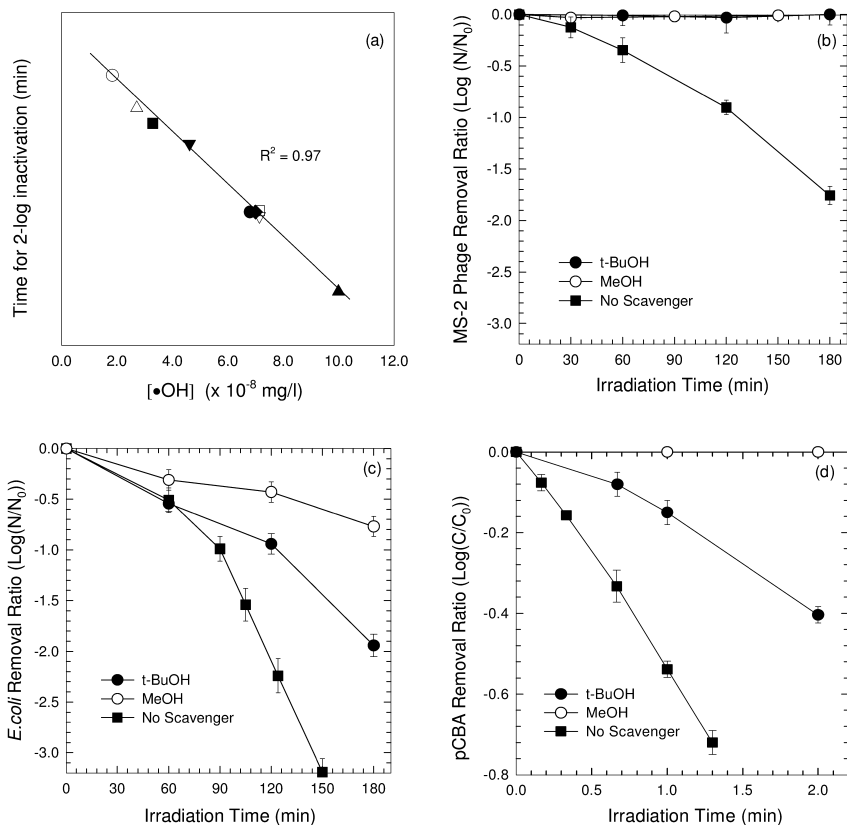 (a)
Time for 2-log inactivation (min)
R² = 0.97
0.0 2.0 4.0 6.0 8.0 10.0 12.0
[•OH] (x 10⁻⁸ mg/l)
(b)
MS-2 Phage Removal Ratio (Log (N/N₀))
0.0
-0.5
-1.0
-1.5
-2.0
-2.5
-3.0
t-BuOH
MeOH
No Scavenger
0 30 60 90 120 150 180
Irradiation Time (min)
(c)
E.coli Removal Ratio (Log(N/N₀))
0.0
-0.5
-1.0
-1.5
-2.0
-2.5
-3.0
t-BuOH
MeOH
No Scavenger
0 30 60 90 120 150 180
Irradiation Time (min)
(d)
pCBA Removal Ratio (Log(C/C₀))
0.0
-0.2
-0.4
-0.6
-0.8
t-BuOH
MeOH
No Scavenger
0.0 0.5 1.0 1.5 2.0
Irradiation Time (min)